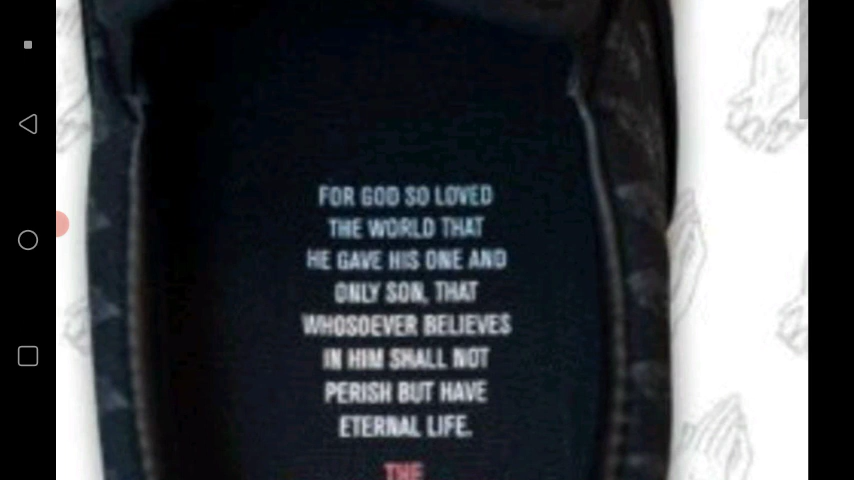 FOR GOD SO LOVED
THE WORLD THAT
HE GAVE HIS ONE AND
ONLY SON, THAT
WHOSOEVER BELIEVES
IN HIM SHALL NOT
PERISH BUT HAVE
ETERNAL LIFE.
THE